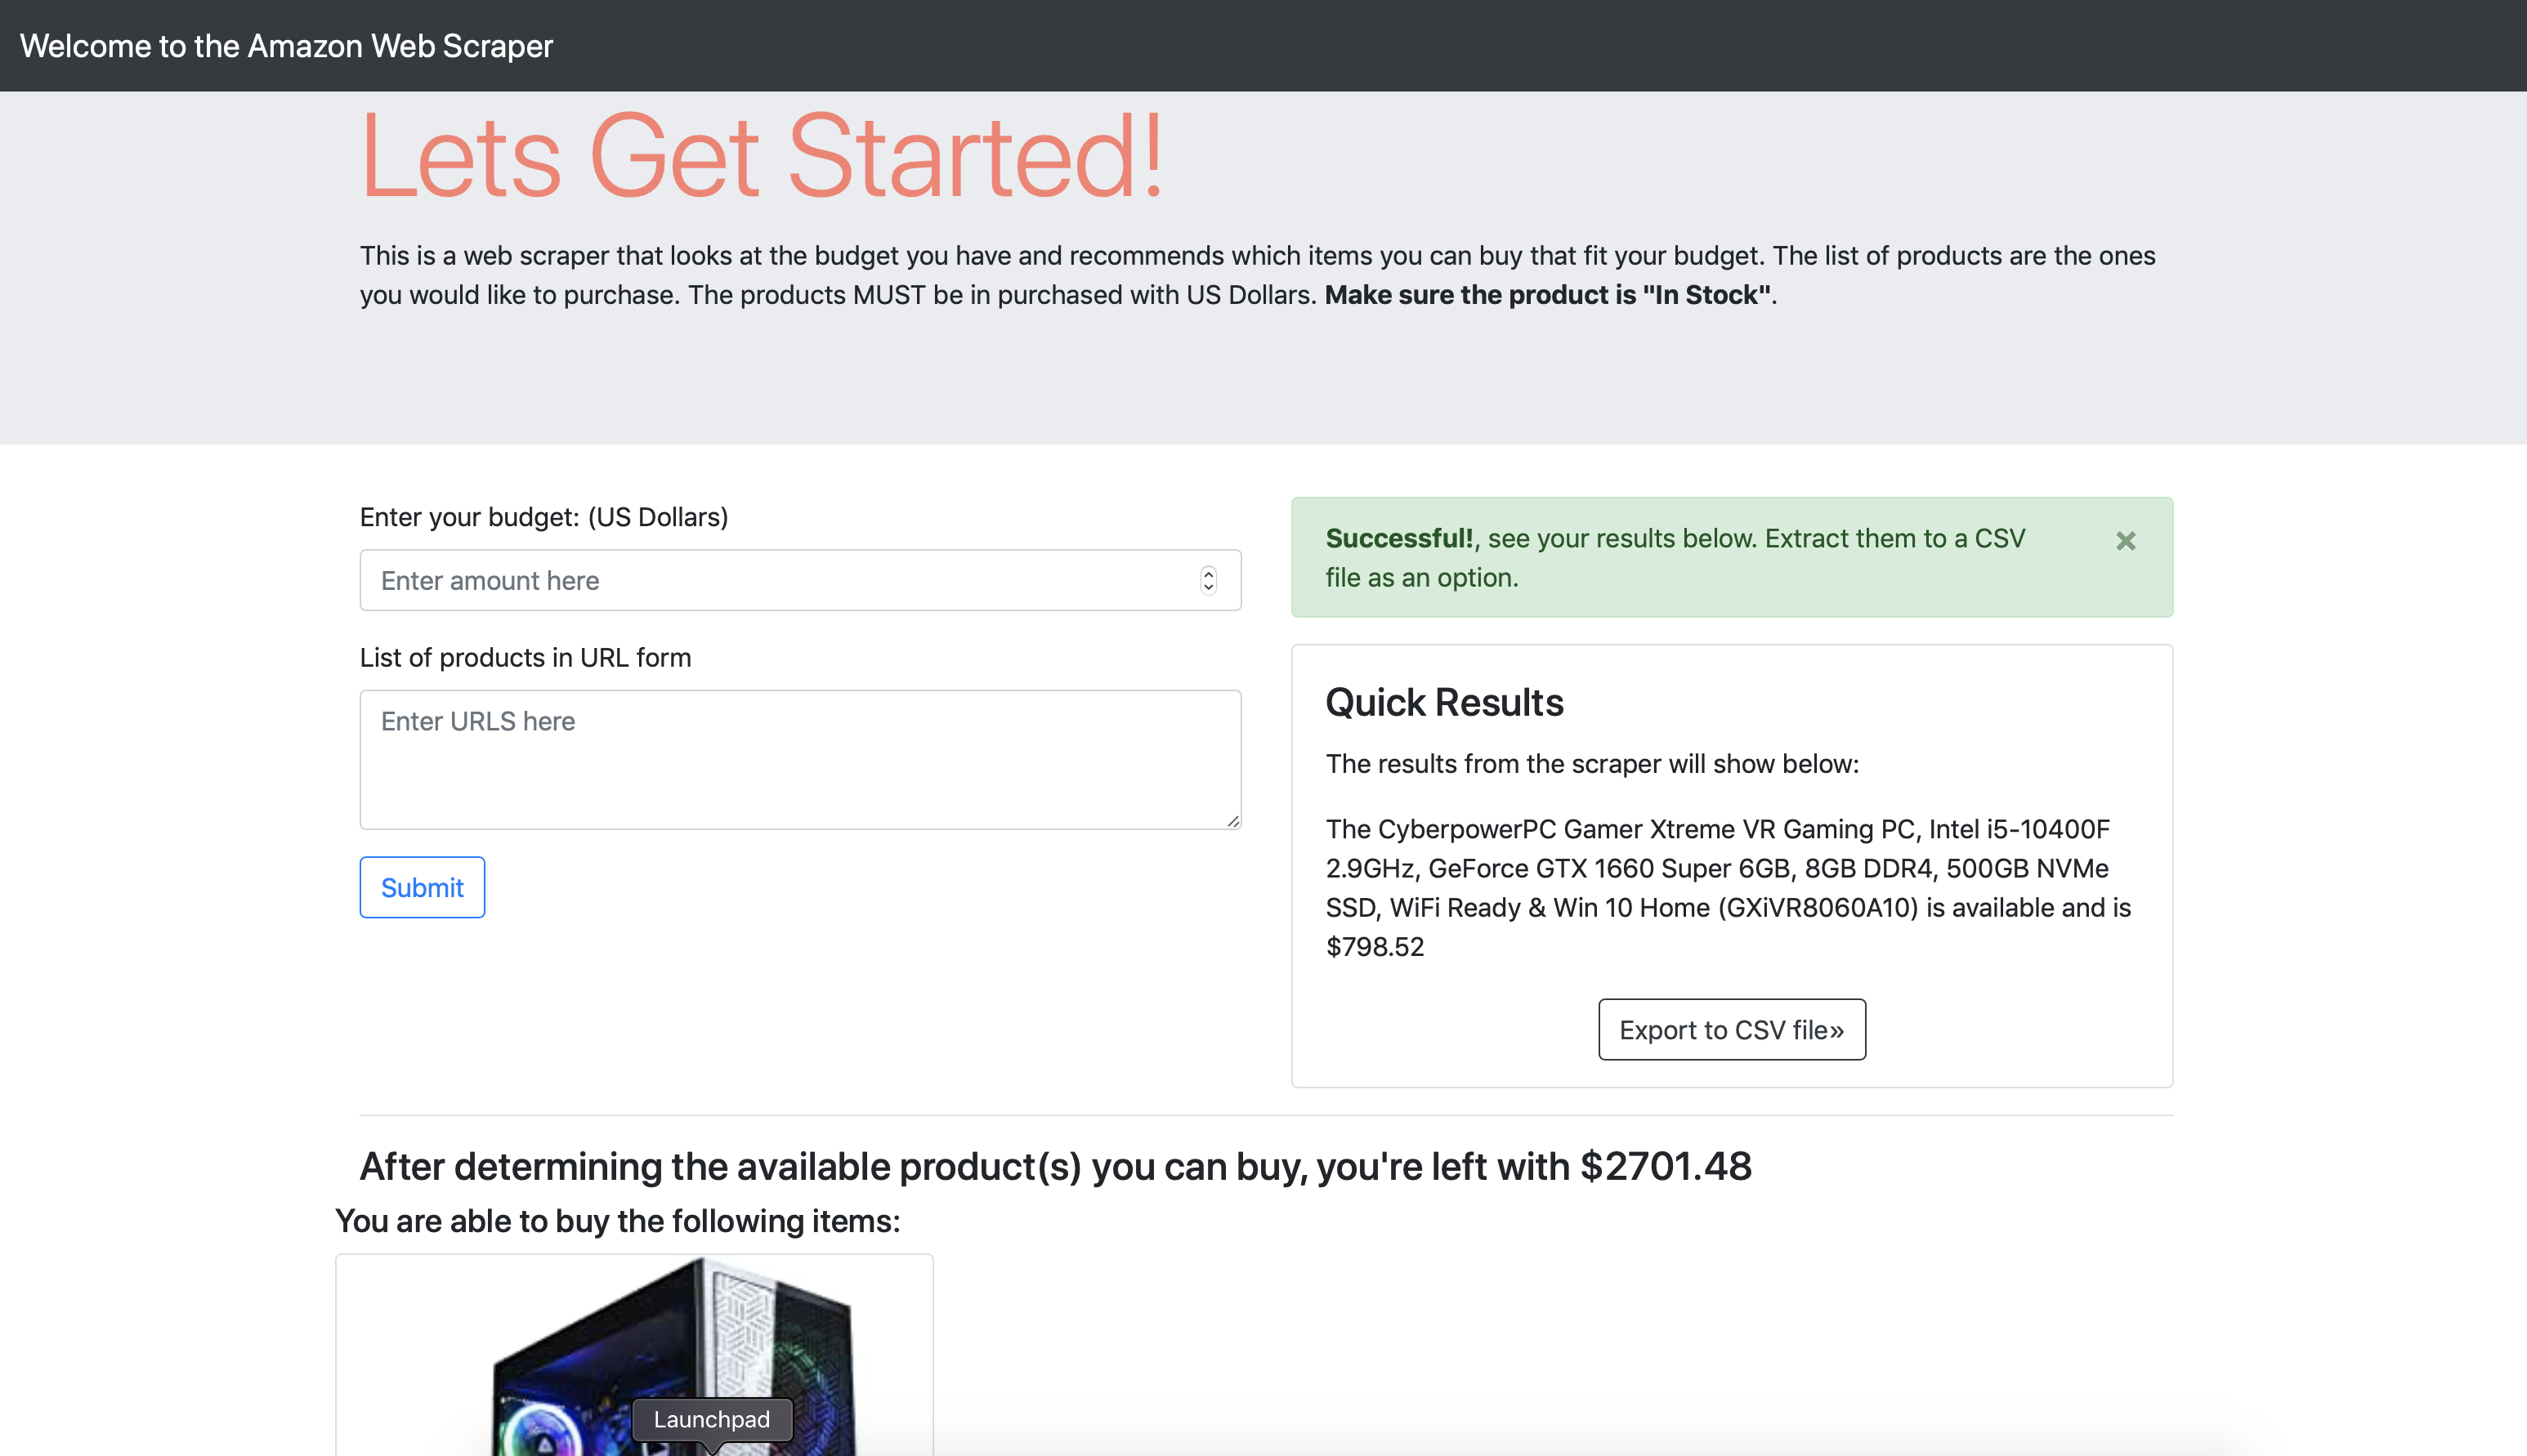 Welcome to the Amazon Web Scraper
Lets Get Started!
This is a web scraper that looks at the budget you have and recommends which items you can buy that fit your budget. The list of products are the ones
you would like to purchase. The products MUST be in purchased with US Dollars. Make sure the product is "In Stock".
Enter your budget: (US Dollars)
Enter amount here
List of products in URL form
Enter URLS here
Submit
Successful!, see your results below. Extract them to a CSV
file as an option.
×
Quick Results
The results from the scraper will show below:
The CyberpowerPC Gamer Xtreme VR Gaming PC, Intel i5-10400F
2.9GHz, GeForce GTX 1660 Super 6GB, 8GB DDR4, 500GB NVMe
SSD, WiFi Ready & Win 10 Home (GXiVR8060A10) is available and is
$798.52
Export to CSV file»
After determining the available product(s) you can buy, you're left with $2701.48
You are able to buy the following items:
Launchpad